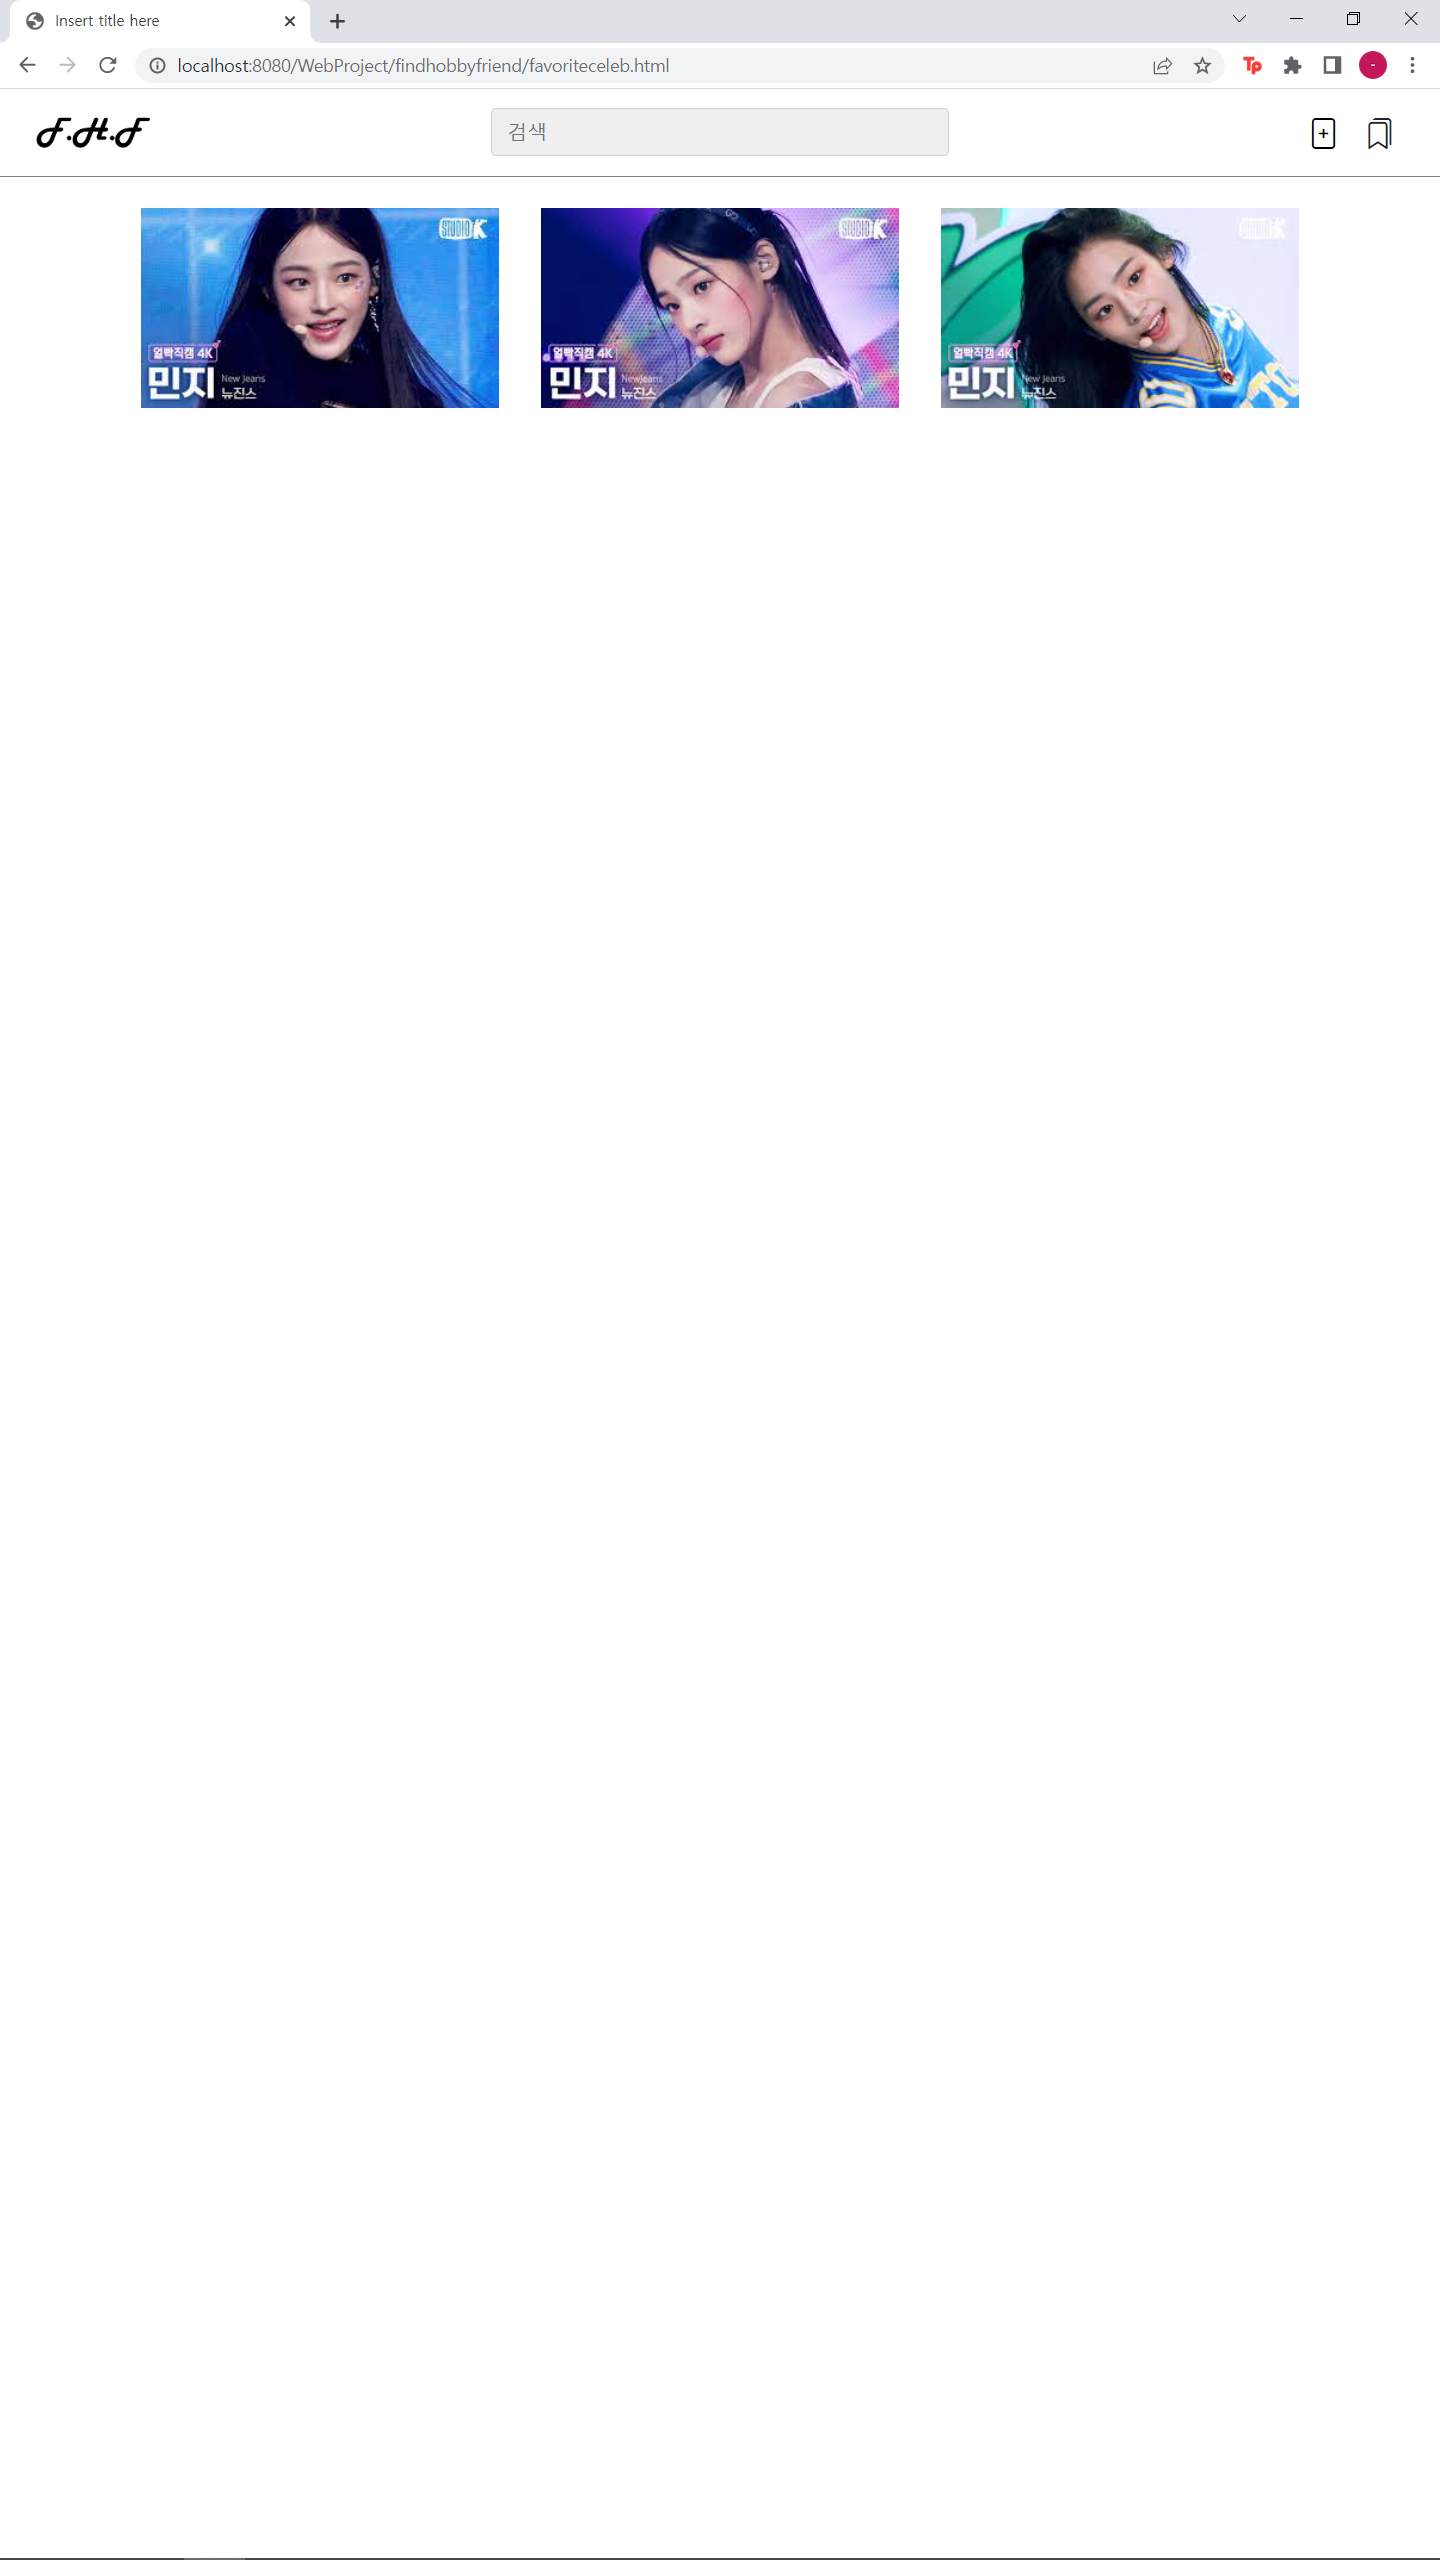 Insert title here
localhost:8080/WebProject/findhobbyfriend/favoriteceleb.html
Tp
F.H.F
검색
STUDIO K
얼빡직캠 4K
민지
New Jeans
뉴진스
STUDIO K
얼빡직캠 4K
민지
NewJeans
뉴진스
STUDIO K
얼빡직캠 4K
민지
New Jeans
뉴진스